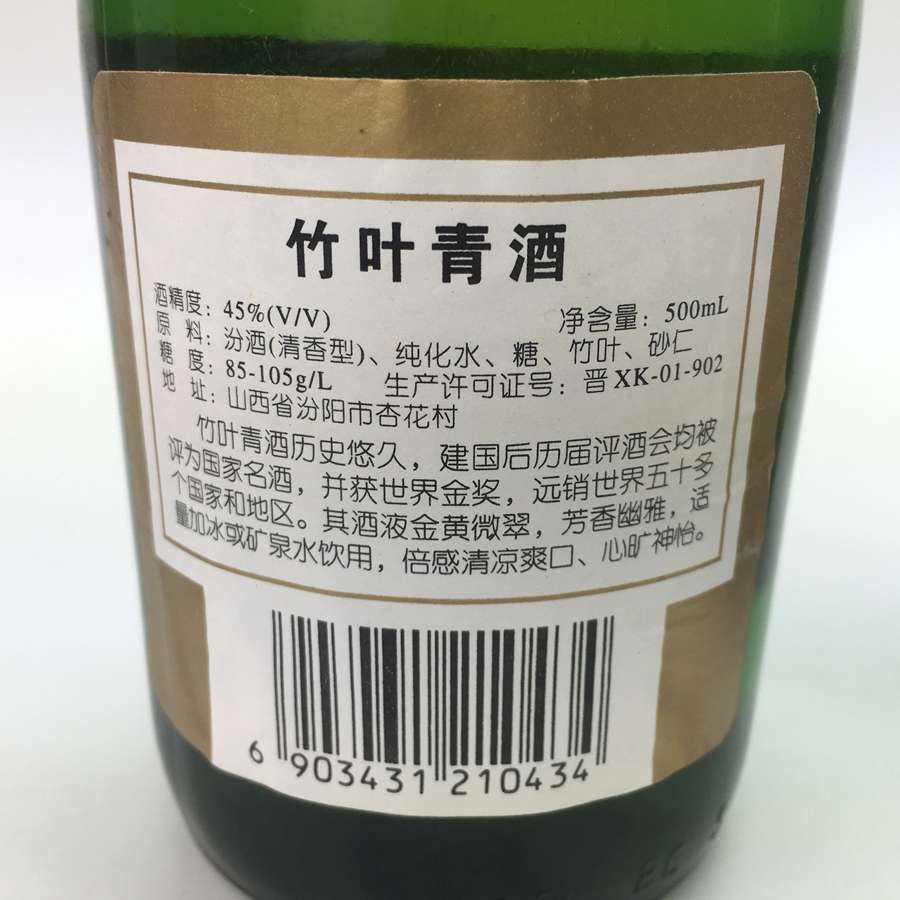 竹叶青酒
酒精度：45%(V/V) 净含量：500mL
原 料：汾酒(清香型)、纯化水、糖、竹叶、砂仁
糖 度：85-105g/L 生产许可证号：晋XK-01-902
地 址：山西省汾阳市杏花村
竹叶青酒历史悠久，建国后历届评酒会均被
评为国家名酒，并获世界金奖，远销世界五十多
个国家和地区。其酒液金黄微翠，芳香幽雅，适
量加冰或矿泉水饮用，倍感清凉爽口、心旷神怡。
6 903431 210434